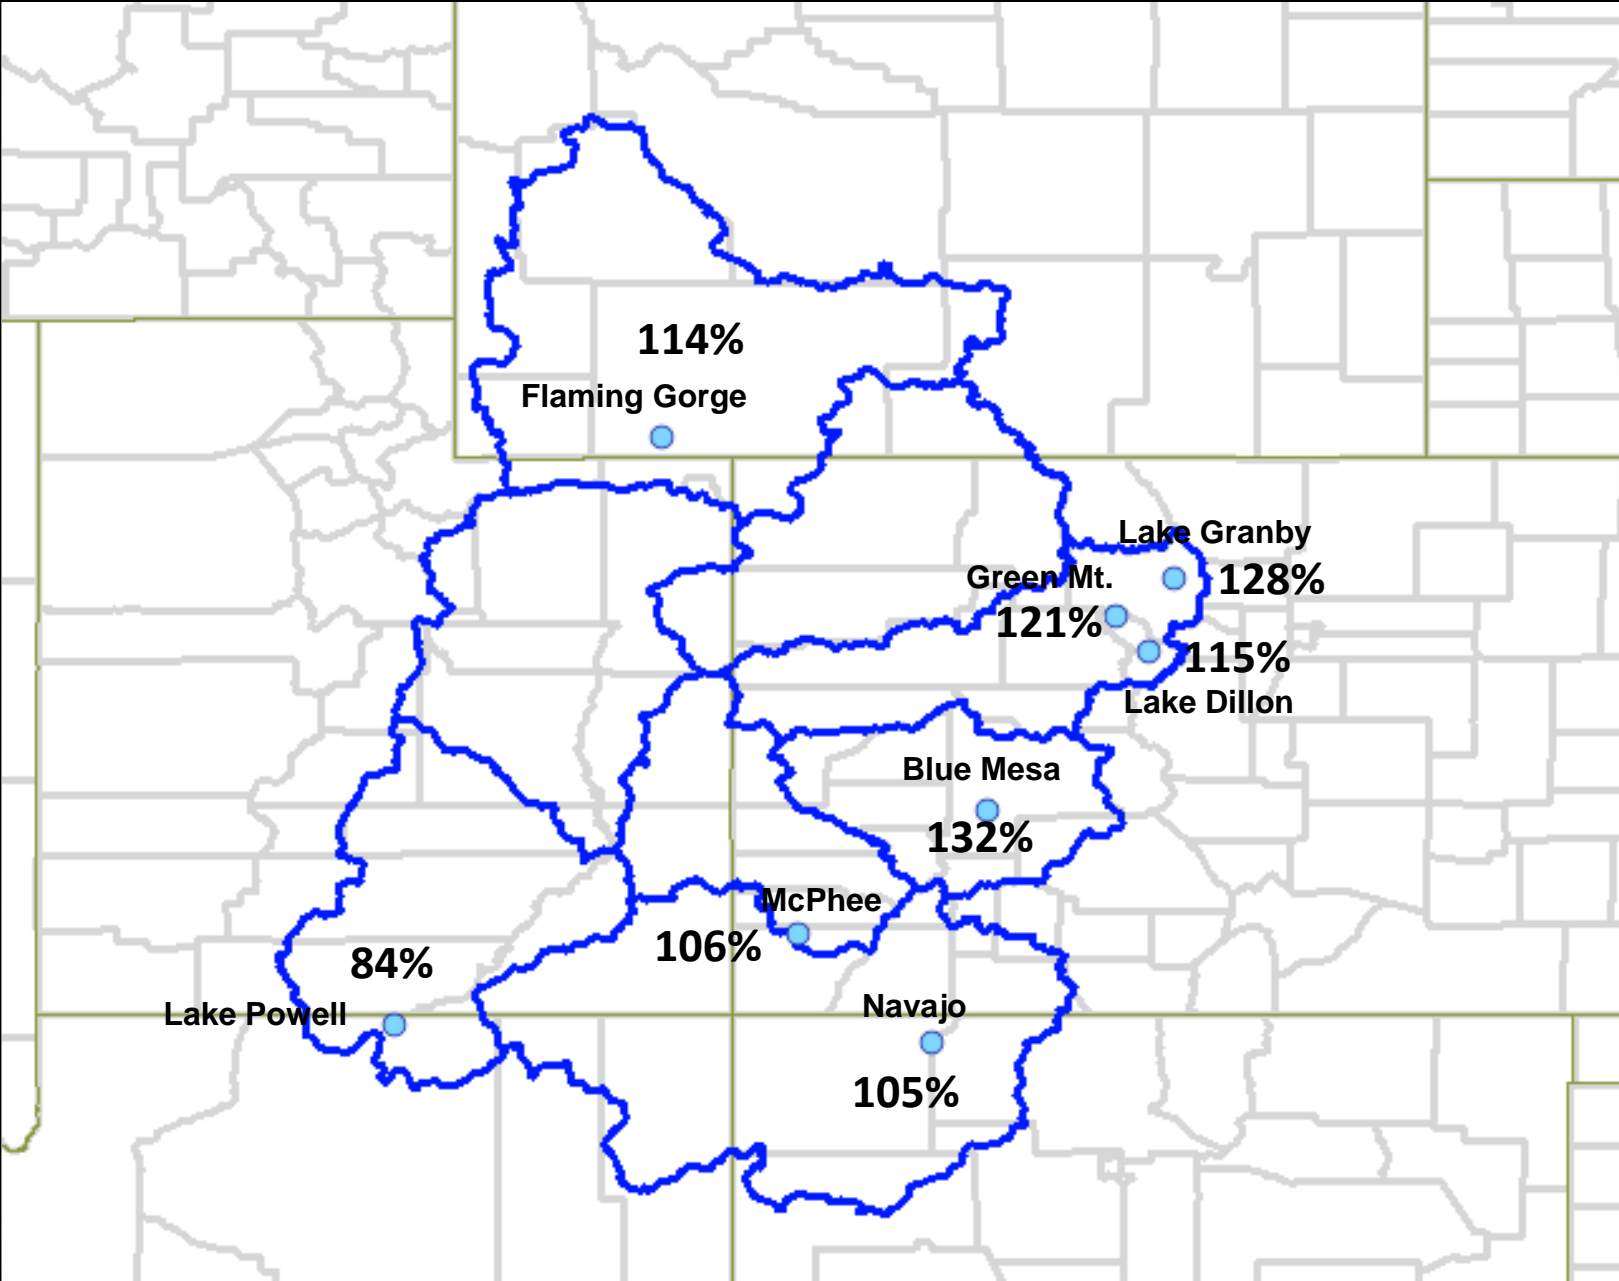 114%
Flaming Gorge
Lake Granby
Green Mt.
128%
121%
115%
Lake Dillon
Blue Mesa
132%
McPhee
106%
84%
Navajo
Lake Powell
105%